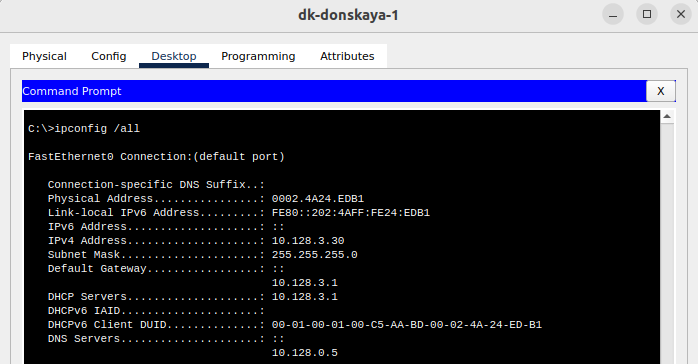 dk-donskaya-1
Physical Config Desktop Programming Attributes
Command Prompt X
C:\>ipconfig /all
FastEthernet0 Connection:(default port)
Connection-specific DNS Suffix..:
Physical Address................: 0002.4A24.EDB1
Link-local IPv6 Address.........: FE80::202:4AFF:FE24:EDB1
IPv6 Address....................: ::
IPv4 Address....................: 10.128.3.30
Subnet Mask.....................: 255.255.255.0
Default Gateway.................: ::
10.128.3.1
DHCP Servers....................: 10.128.3.1
DHCPv6 IAID.....................:
DHCPv6 Client DUID..............: 00-01-00-01-00-C5-AA-BD-00-02-4A-24-ED-B1
DNS Servers.....................: ::
10.128.0.5